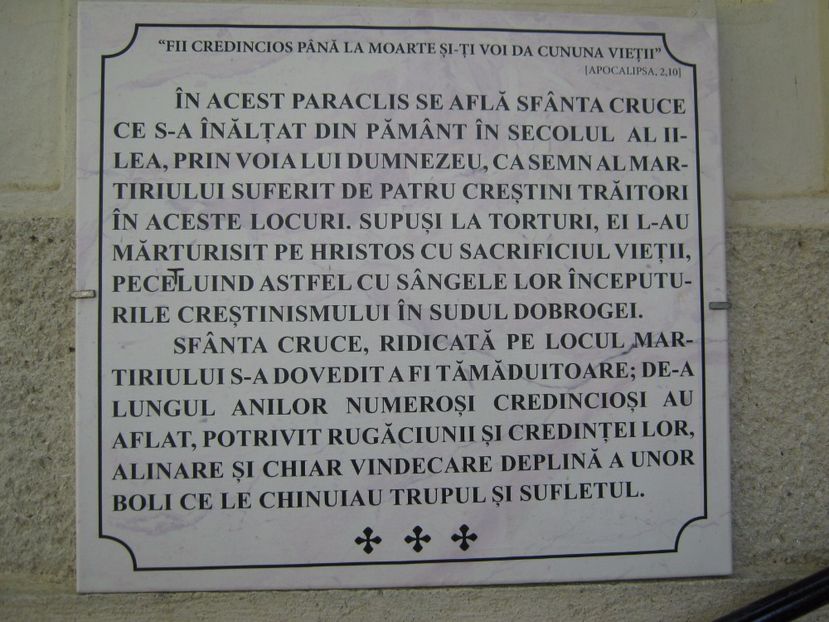 “FII CREDINCIOS PÂNĂ LA MOARTE ȘI-ȚI VOI DA CUNUNA VIEȚII”
[APOCALIPSA, 2,10]
ÎN ACEST PARACLIS SE AFLĂ SFÂNTA CRUCE
CE S-A ÎNĂLȚAT DIN PĂMÂNT ÎN SECOLUL AL II-
LEA, PRIN VOIA LUI DUMNEZEU, CA SEMN AL MAR-
TIRIULUI SUFERIT DE PATRU CREȘTINI TRĂITORI
ÎN ACESTE LOCURI. SUPUȘI LA TORTURI, EI L-AU
MĂRTURISIT PE HRISTOS CU SACRIFICIUL VIEȚII,
PECETLUIND ASTFEL CU SÂNGELE LOR ÎNCEPUTU-
RILE CREȘTINISMULUI ÎN SUDUL DOBROGEI.
SFÂNTA CRUCE, RIDICATĂ PE LOCUL MAR-
TIRIULUI S-A DOVEDIT A FI TĂMĂDUITOARE; DE-A
LUNGUL ANILOR NUMEROȘI CREDINCIOȘI AU
AFLAT, POTRIVIT RUGĂCIUNII ȘI CREDINȚEI LOR,
ALINARE ȘI CHIAR VINDECARE DEPLINĂ A UNOR
BOLI CE LE CHINUIAU TRUPUL ȘI SUFLETUL.